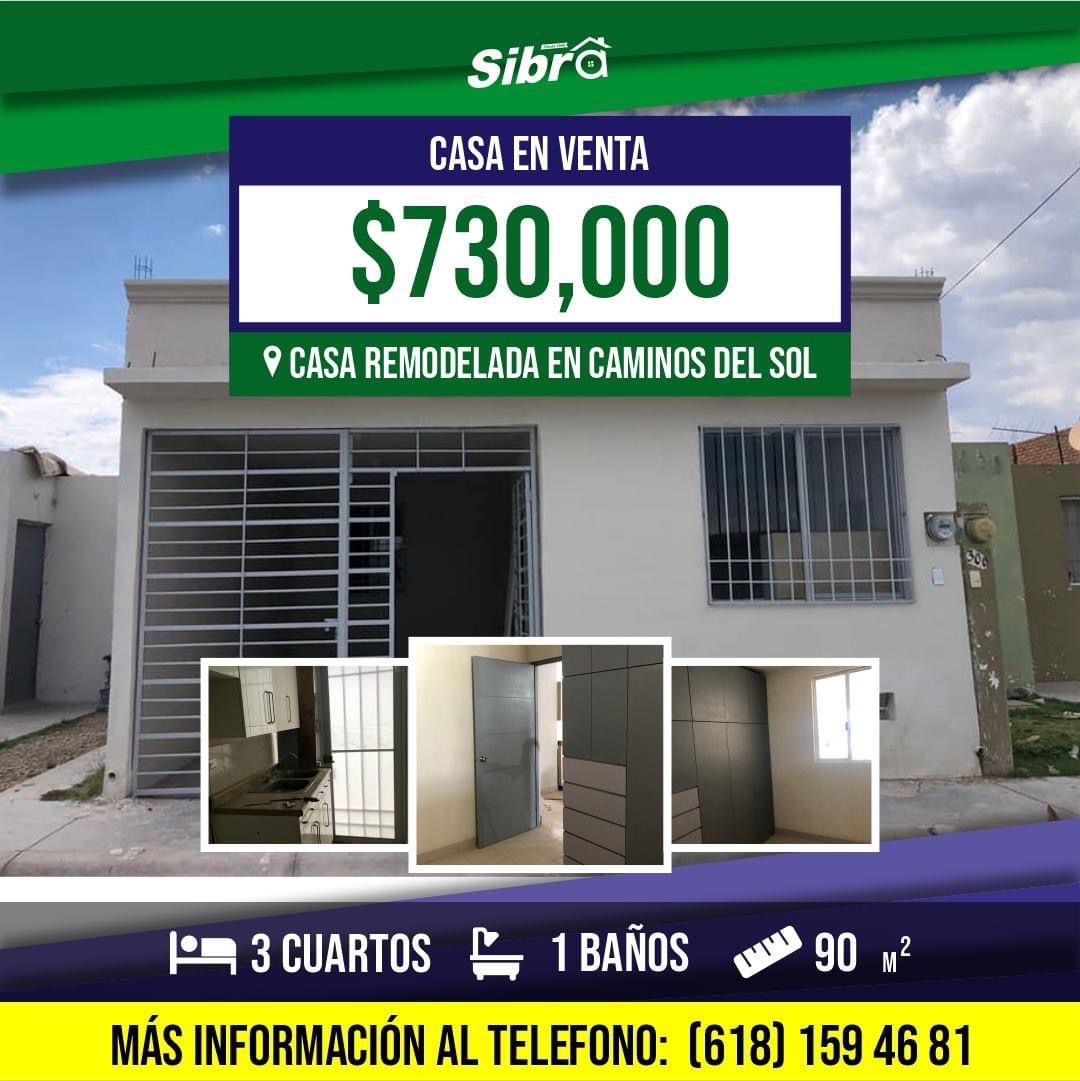 Sibra
CASA EN VENTA
$730,000
CASA REMODELADA EN CAMINOS DEL SOL
306
3 CUARTOS
1 BAÑOS
90 M²
MÁS INFORMACIÓN AL TELEFONO: (618) 159 46 81